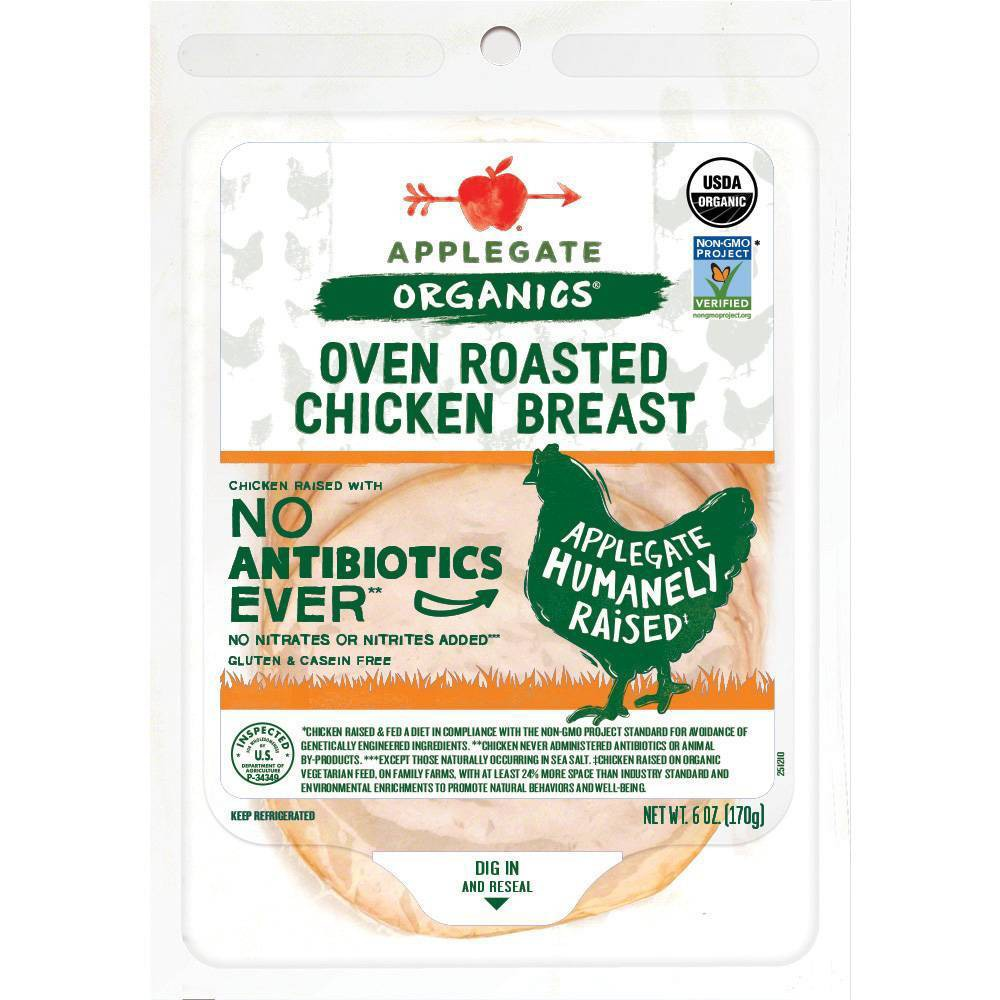 APPLEGATE
ORGANICS®
USDA
ORGANIC
NON-GMO *
PROJECT
VERIFIED
nongmoproject.org
OVEN ROASTED
CHICKEN BREAST
CHICKEN RAISED WITH
NO
ANTIBIOTICS
EVER**
NO NITRATES OR NITRITES ADDED***
GLUTEN & CASEIN FREE
APPLEGATE
HUMANELY
RAiSED‡
INSPECTED
FOR WHOLESOMENESS
BY
U.S.
DEPARTMENT OF
AGRICULTURE
P-34349
*CHICKEN RAISED & FED A DIET IN COMPLIANCE WITH THE NON-GMO PROJECT STANDARD FOR AVOIDANCE OF
GENETICALLY ENGINEERED INGREDIENTS. **CHICKEN NEVER ADMINISTERED ANTIBIOTICS OR ANIMAL
BY-PRODUCTS. ***EXCEPT THOSE NATURALLY OCCURRING IN SEA SALT. ‡CHICKEN RAISED ON ORGANIC
VEGETARIAN FEED, ON FAMILY FARMS, WITH AT LEAST 24% MORE SPACE THAN INDUSTRY STANDARD AND
ENVIRONMENTAL ENRICHMENTS TO PROMOTE NATURAL BEHAVIORS AND WELL-BEING.
251210
KEEP REFRIGERATED
NET WT. 6 OZ. (170g)
DIG IN
AND RESEAL